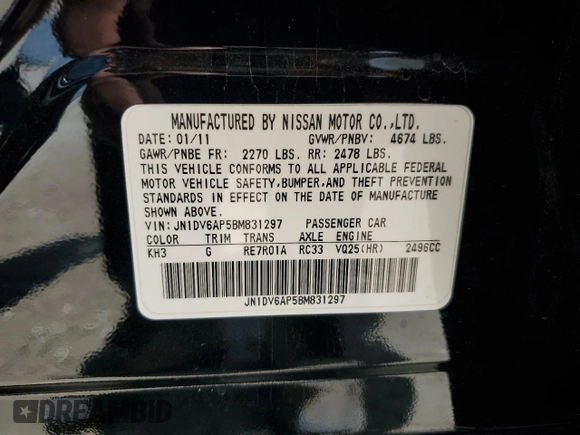 MANUFACTURED BY NISSAN MOTOR CO.,LTD.
DATE: 01/11 GVWR/PNBV: 4674 LBS.
GAWR/PNBE FR: 2270 LBS. RR: 2478 LBS.
THIS VEHICLE CONFORMS TO ALL APPLICABLE FEDERAL
MOTOR VEHICLE SAFETY,BUMPER,AND THEFT PREVENTION
STANDARDS IN EFFECT ON THE DATE OF MANUFACTURE
SHOWN ABOVE.
VIN: JN1DV6AP5BM831297 PASSENGER CAR
COLOR TRIM TRANS AXLE ENGINE
KH3 G RE7R01A RC33 VQ25(HR) 2496CC
JN1DV6AP5BM831297
DREAMBID